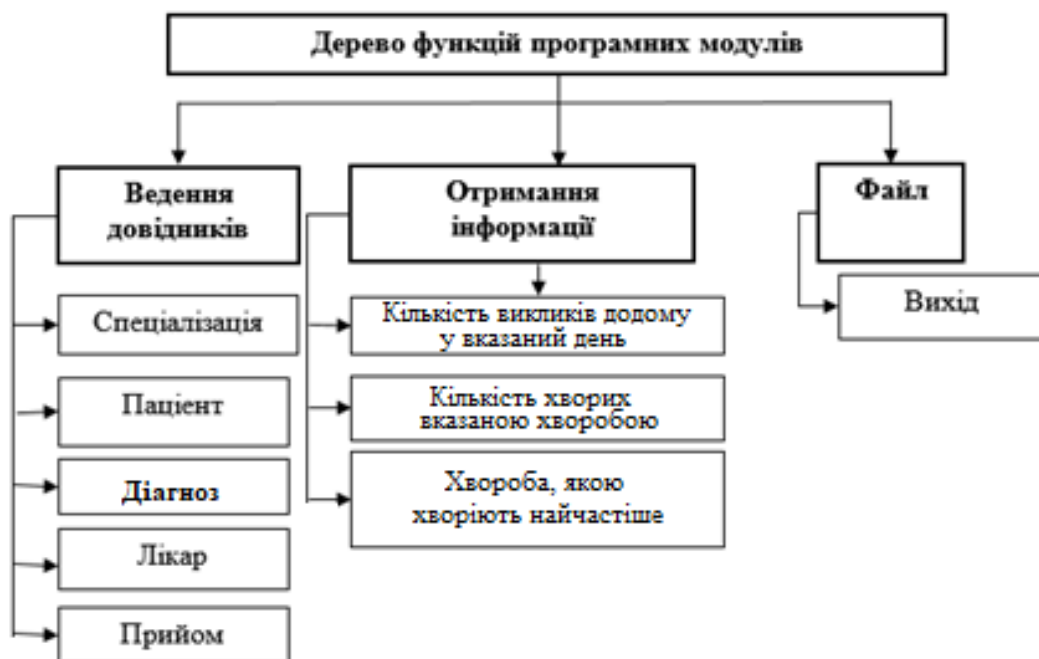 Дерево функцій програмних модулів
Ведення
довідників
Спеціалізація
Пацієнт
Діагноз
Лікар
Прийом
Отримання
інформації
Кількість викликів додому
у вказаний день
Кількість хворих
вказаною хворобою
Хвороба, якою
хворіють найчастіше
Файл
Вихід